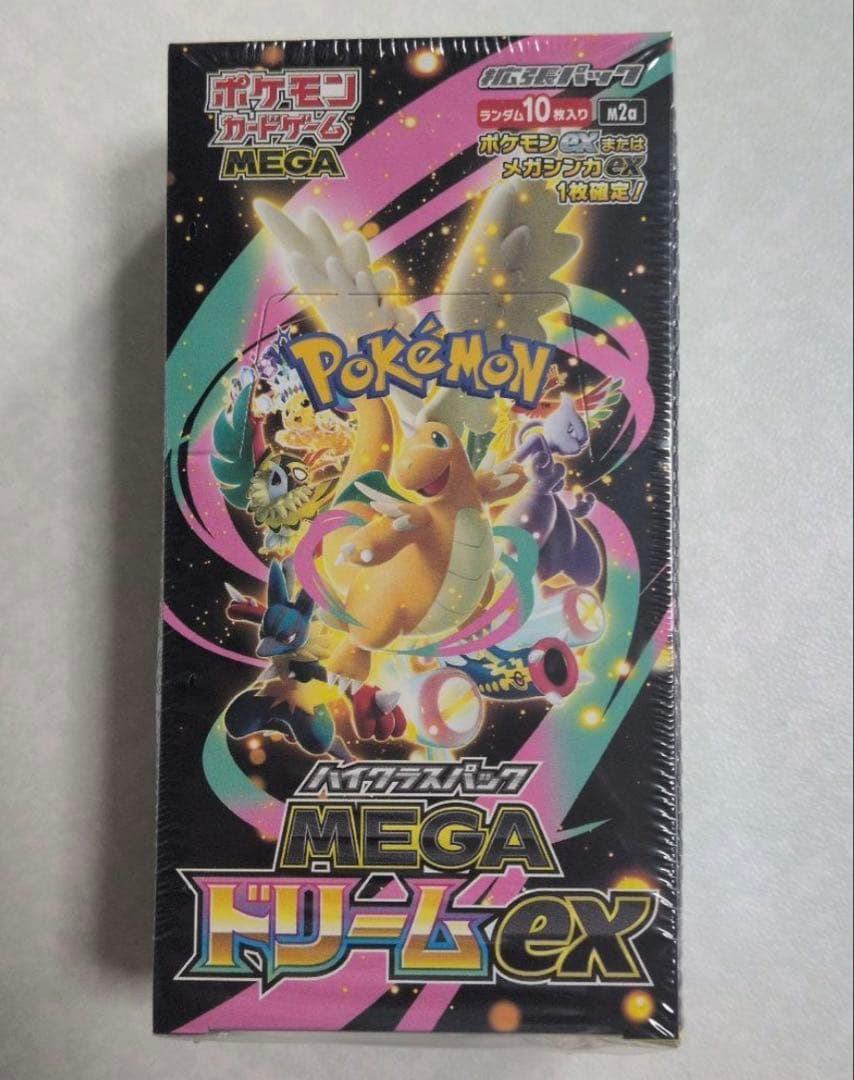 ポケモン
カードゲーム
MEGA
拡張パック
ランダム10枚入り M2a
ポケモンexまたは
メガシンカex
1枚確定!
POKéMON
ハイクラスパック
MEGA
ドリームex